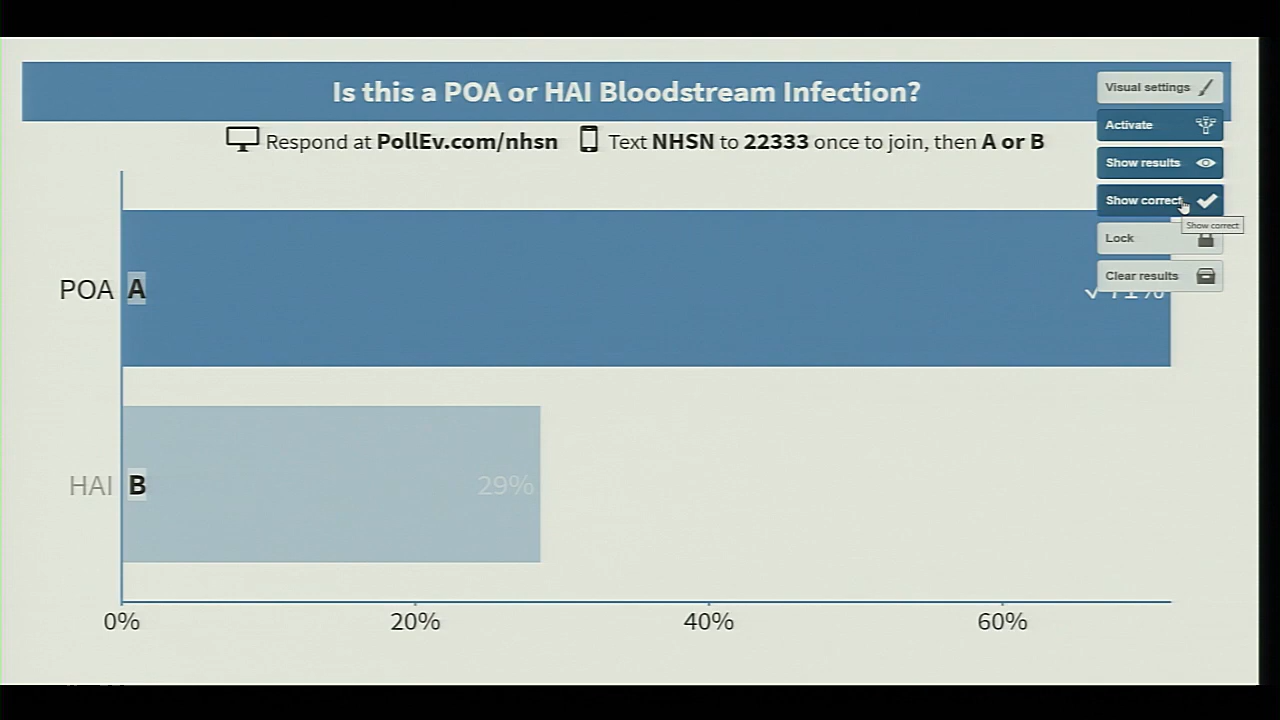 Is this a POA or HAI Bloodstream Infection?
Respond at PollEv.com/nhsn Text NHSN to 22333 once to join, then A or B
Visual settings
Activate
Show results
Show correct
Show correct
Lock
Clear results
POA A 71%
HAI B 29%
0% 20% 40% 60%